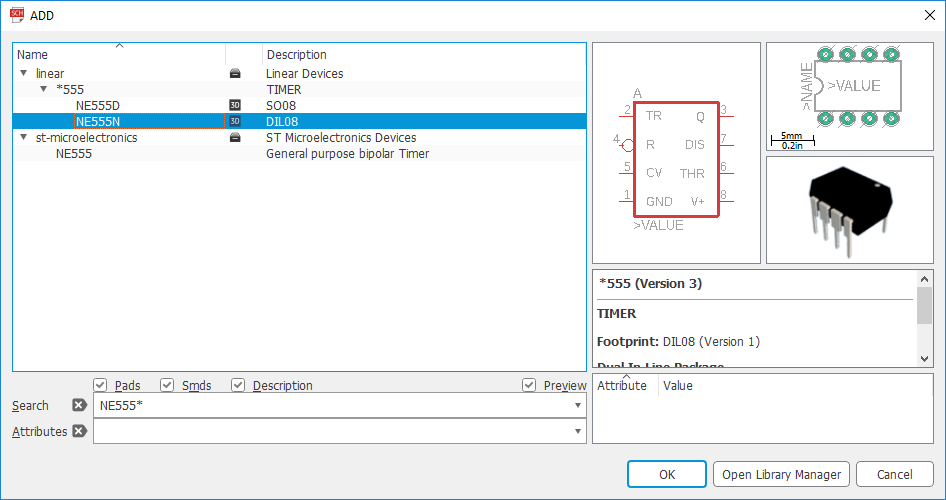 SCH ADD
Name Description
linear Linear Devices
*555 TIMER
NE555D 3D SO08
NE555N 3D DIL08
st-microelectronics ST Microelectronics Devices
NE555 General purpose bipolar Timer
A
2 TR Q 3
4 R DIS 7
5 CV THR 6
1 GND V+ 8
>VALUE
>NAME
>VALUE
5mm
0.2in
*555 (Version 3)
TIMER
Footprint: DIL08 (Version 1)
Dual In Line Package
Pads Smds Description Preview
Search NE555*
Attributes
Attribute Value
OK Open Library Manager Cancel